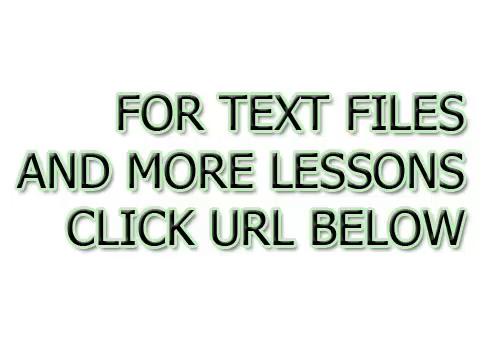 FOR TEXT FILES
AND MORE LESSONS
CLICK URL BELOW